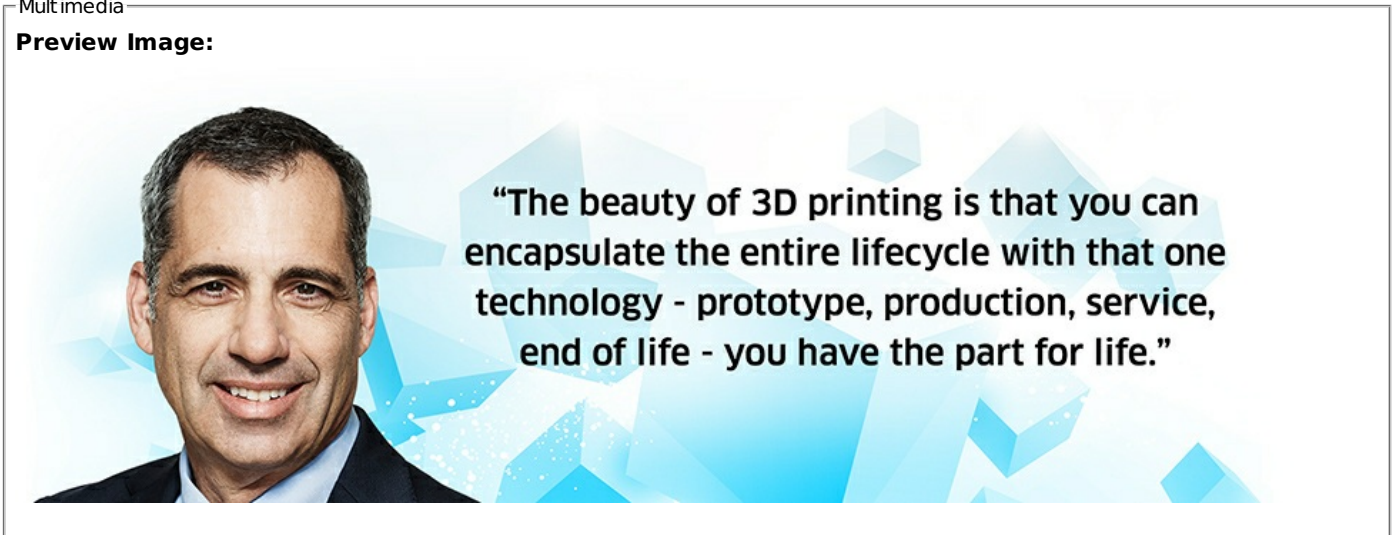 Multimedia
Preview Image:
“The beauty of 3D printing is that you can
encapsulate the entire lifecycle with that one
technology - prototype, production, service,
end of life - you have the part for life.”